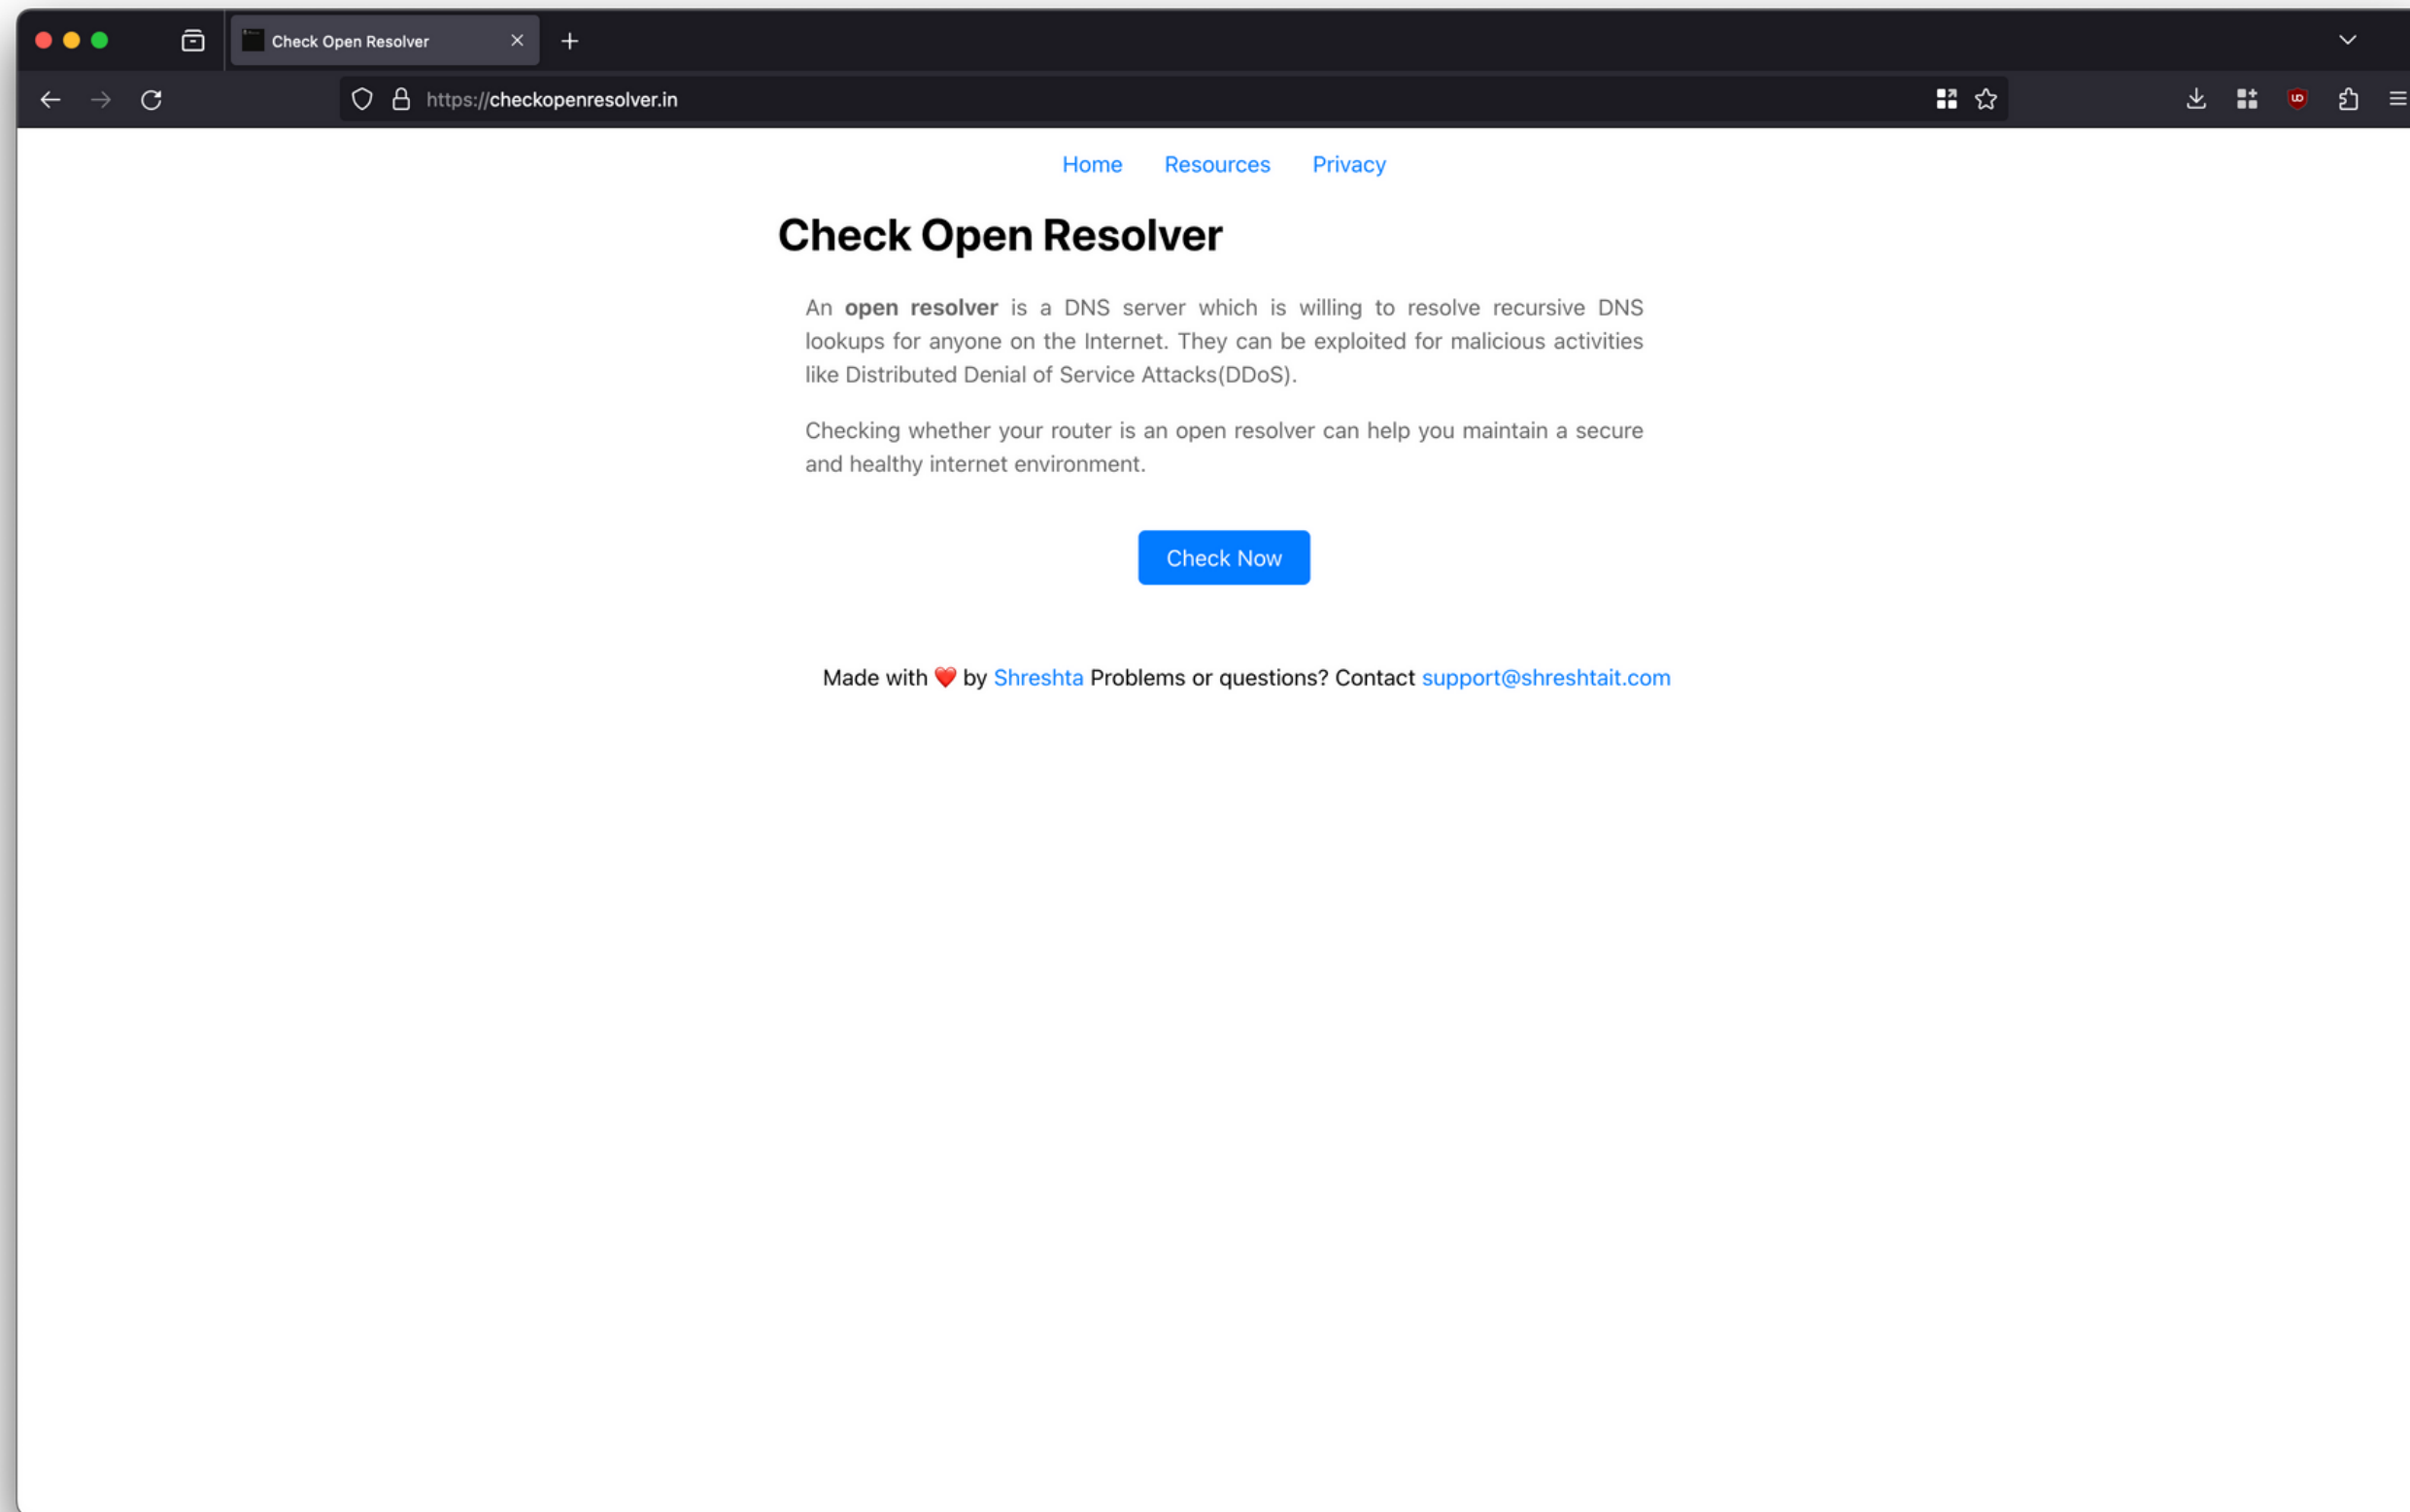 Check Open Resolver
https://checkopenresolver.in
Home Resources Privacy
Check Open Resolver
An open resolver is a DNS server which is willing to resolve recursive DNS
lookups for anyone on the Internet. They can be exploited for malicious activities
like Distributed Denial of Service Attacks(DDoS).
Checking whether your router is an open resolver can help you maintain a secure
and healthy internet environment.
Check Now
Made with ❤️ by Shreshta Problems or questions? Contact support@shreshtait.com